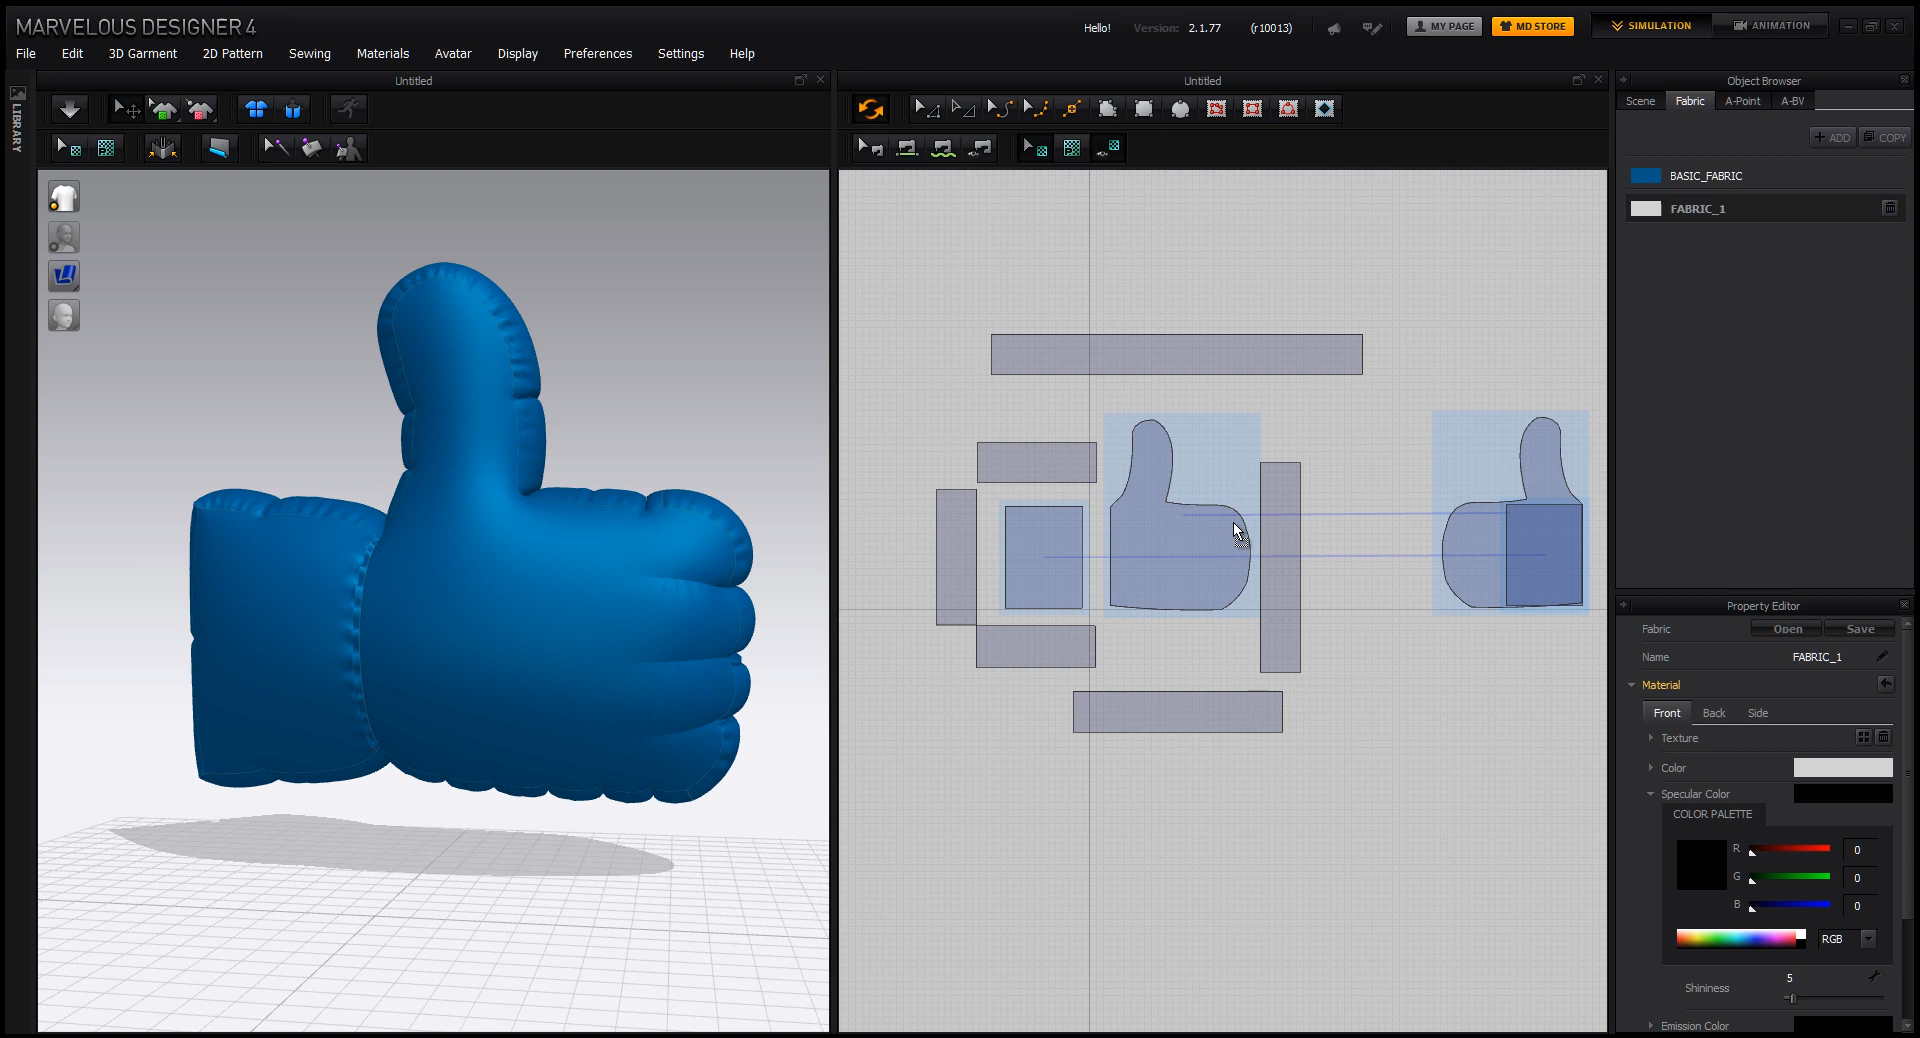 MARVELOUS DESIGNER 4
Hello! Version: 2.1.77 (r10013) MY PAGE MD STORE SIMULATION ANIMATION
File Edit 3D Garment 2D Pattern Sewing Materials Avatar Display Preferences Settings Help
Untitled
Untitled
Object Browser
LIBRARY
Scene Fabric A-Point A-BV
+ ADD COPY
BASIC_FABRIC
FABRIC_1
Property Editor
Fabric Open Save
Name FABRIC_1
Material
Front Back Side
Texture
Color
Specular Color
COLOR PALETTE
R 0
G 0
B 0
RGB
5
Shininess
Emission Color